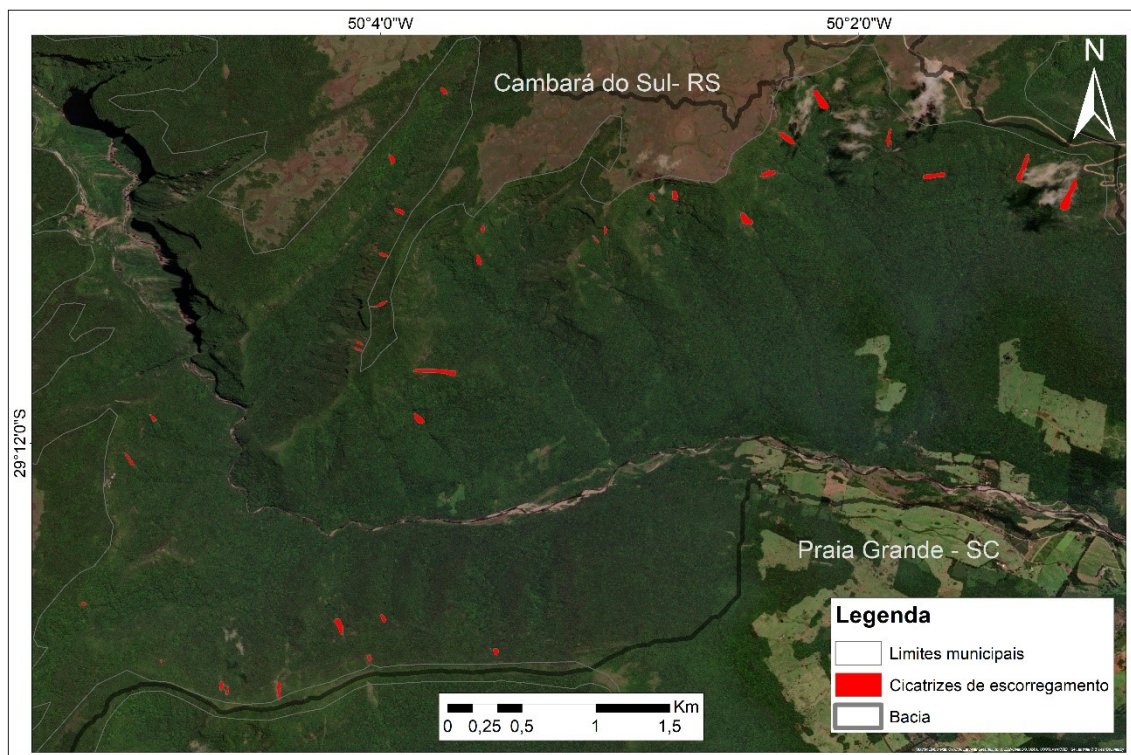 50°4'0"W
50°2'0"W
N
Cambará do Sul- RS
29°12'0"S
Praia Grande - SC
Legenda
Limites municipais
Cicatrizes de escorregamento
Bacia
Km
0 0,25 0,5 1 1,5